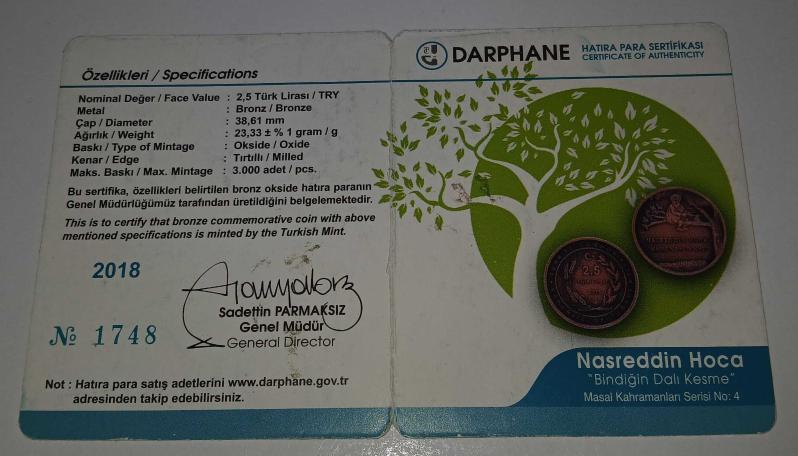 Özellikleri / Specifications
Nominal Değer / Face Value : 2,5 Türk Lirası / TRY
Metal : Bronz / Bronze
Çap / Diameter : 38,61 mm
Ağırlık / Weight : 23,33 ± % 1 gram / g
Baskı / Type of Mintage : Okside / Oxide
Kenar / Edge : Tırtıllı / Milled
Maks. Baskı / Max. Mintage : 3.000 adet / pcs.
Bu sertifika, özellikleri belirtilen bronz okside hatıra paranın
Genel Müdürlüğümüz tarafından üretildiğini belgelemektedir.
This is to certify that bronze commemorative coin with above
mentioned specifications is minted by the Turkish Mint.
2018
№ 1748
Sadettin PARMAKSIZ
Genel Müdür
General Director
Not : Hatıra para satış adetlerini www.darphane.gov.tr
adresinden takip edebilirsiniz.
DARPHANE
HATIRA PARA SERTİFİKASI
CERTIFICATE OF AUTHENTICITY
2,5
Nasreddin Hoca
"Bindiğin Dalı Kesme"
Masal Kahramanları Serisi No: 4